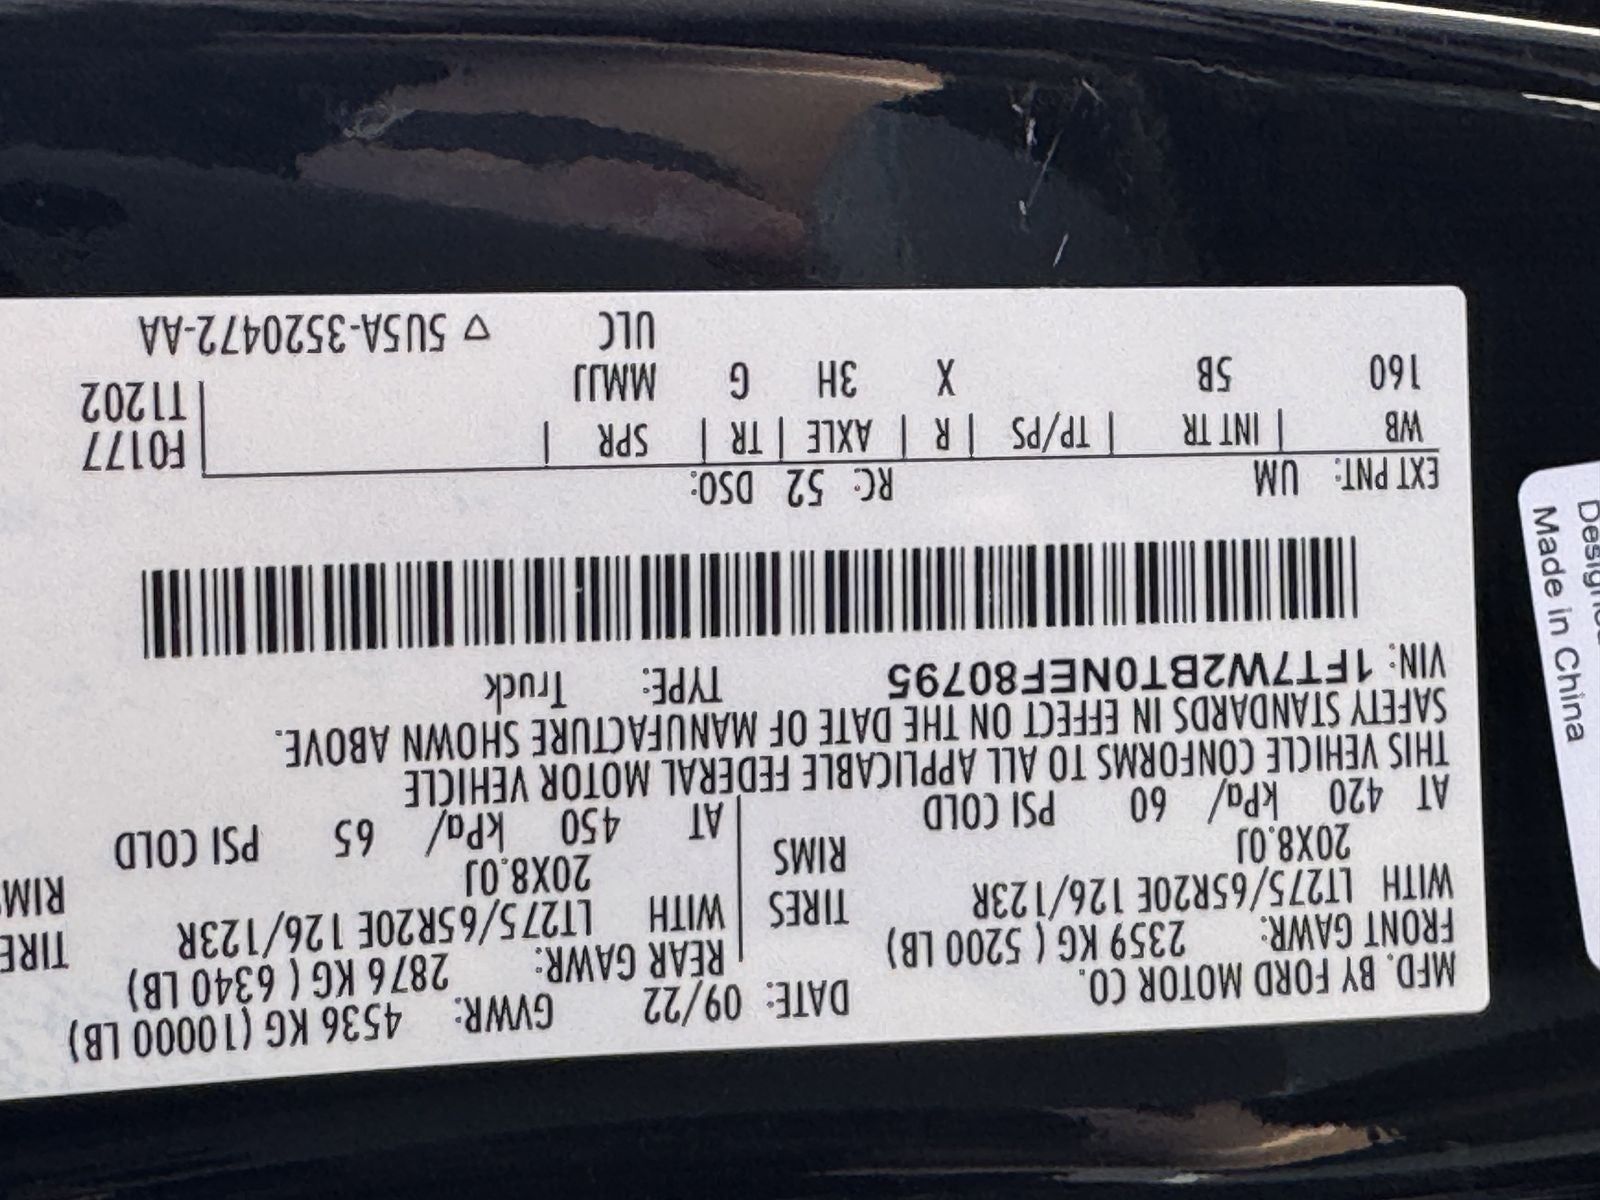 MFD. BY FORD MOTOR CO.
DATE: 09/22 GVWR: 4536 KG (10000 LB)
FRONT GAWR: 2359 KG (5200 LB)
WITH LT275/65R20E 126/123R TIRES
20X8.0J RIMS
AT 420 kPa/ 60 PSI COLD
REAR GAWR: 2876 KG (6340 LB)
WITH LT275/65R20E 126/123R TIRE
20X8.0J RIMS
AT 450 kPa/ 65 PSI COLD
THIS VEHICLE CONFORMS TO ALL APPLICABLE FEDERAL MOTOR VEHICLE
SAFETY STANDARDS IN EFFECT ON THE DATE OF MANUFACTURE SHOWN ABOVE.
VIN: 1FT7W2BT0NEF80795 TYPE: Truck
EXT PNT: UM RC: 52 DSO:
WB | INT TR | TP/PS | R | AXLE | TR | SPR | F0177
160 5B X 3H G MMJJ T1202
ULC ▽ 5U5A-3520472-AA
Made in China